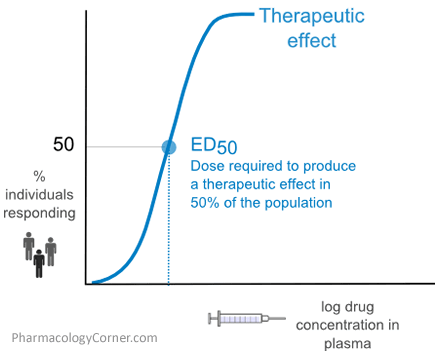 Therapeutic
effect
50
ED50
Dose required to produce
a therapeutic effect in
50% of the population
%
individuals
responding
log drug
concentration in
plasma
PharmacologyCorner.com